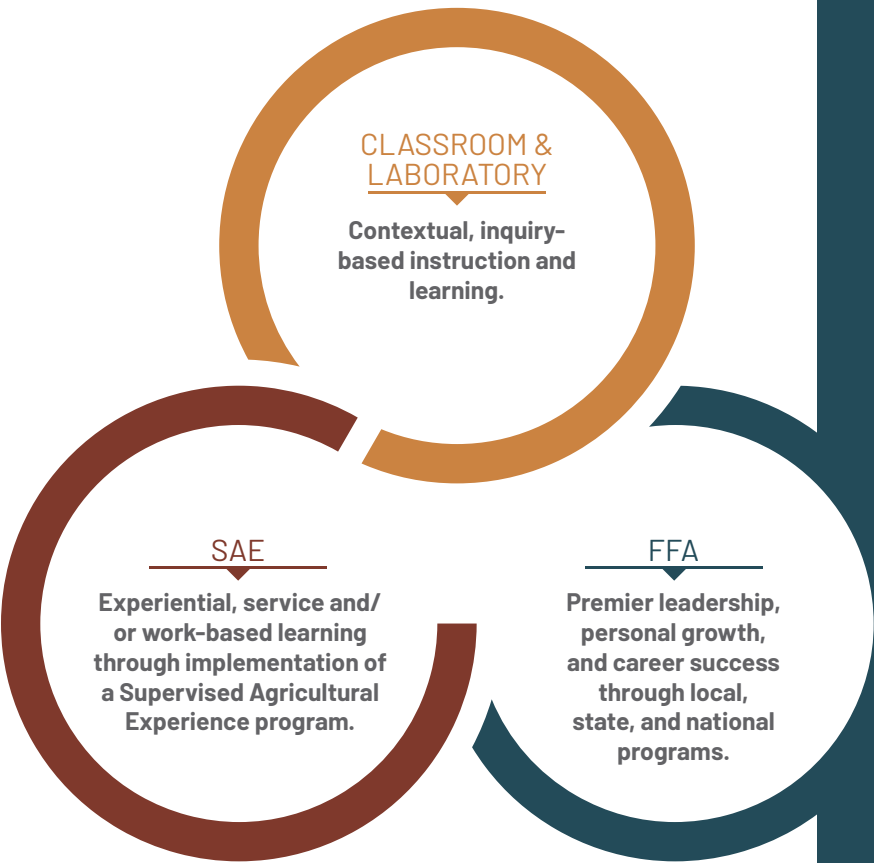 CLASSROOM &
LABORATORY
Contextual, inquiry-
based instruction and
learning.
SAE
Experiential, service and/
or work-based learning
through implementation of
a Supervised Agricultural
Experience program.
FFA
Premier leadership,
personal growth,
and career success
through local,
state, and national
programs.